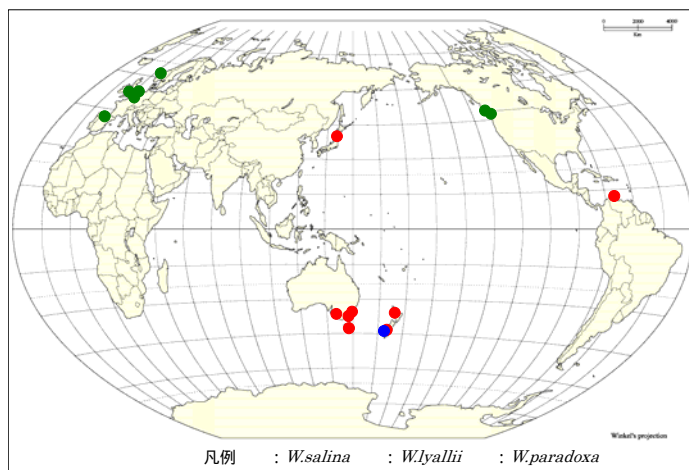 0 2000 4000
Km
Winkel's projection
凡例 : W.salina : W.lyallii : W.paradoxa